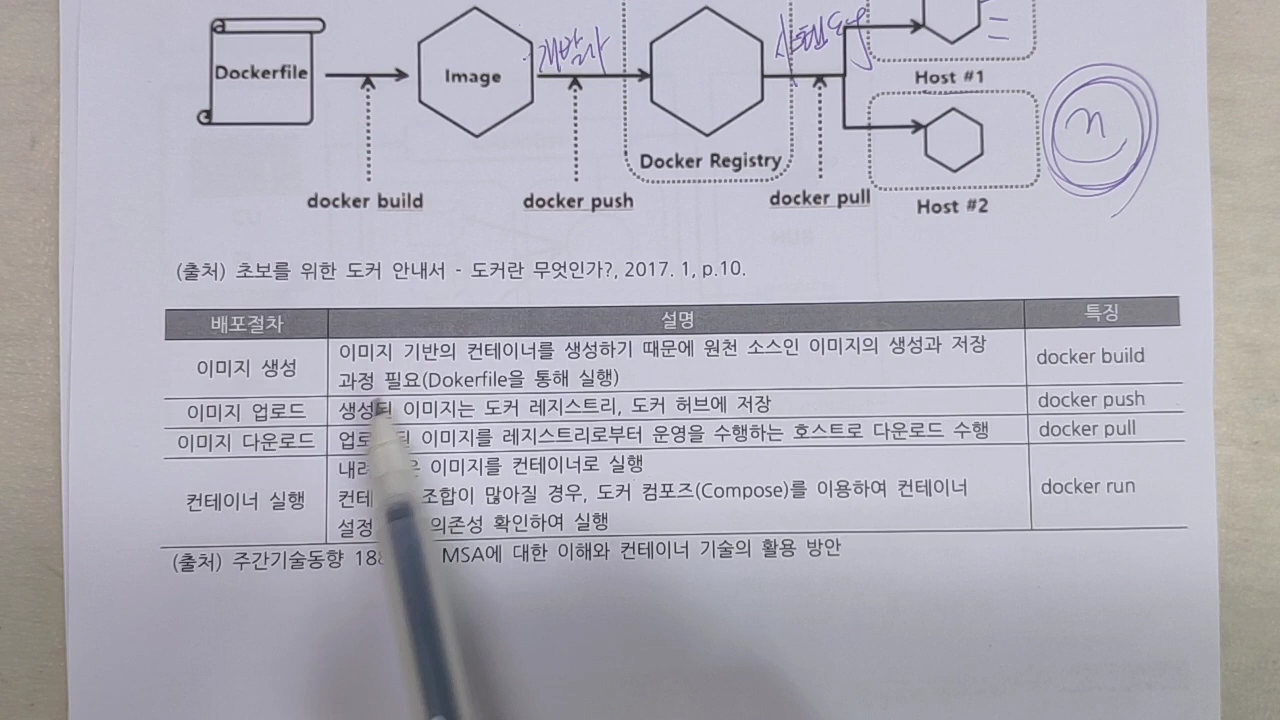 Dockerfile
Image
개발자
Docker Registry
docker build
docker push
docker pull
Host #1
Host #2
n
(출처) 초보를 위한 도커 안내서 - 도커란 무엇인가?, 2017. 1, p.10.
배포절차 설명 특징
이미지 생성 이미지 기반의 컨테이너를 생성하기 때문에 원천 소스인 이미지의 생성과 저장 docker build
과정 필요(Dokerfile을 통해 실행)
이미지 업로드 생성된 이미지는 도커 레지스트리, 도커 허브에 저장 docker push
이미지 다운로드 이미지를 레지스트리로부터 운영을 수행하는 호스트로 다운로드 수행 docker pull
컨테이너 실행 이미지를 컨테이너로 실행 docker run
조합이 많아질 경우, 도커 컴포즈(Compose)를 이용하여 컨테이너
설정 의존성 확인하여 실행
(출처) 주간기술동향 MSA에 대한 이해와 컨테이너 기술의 활용 방안